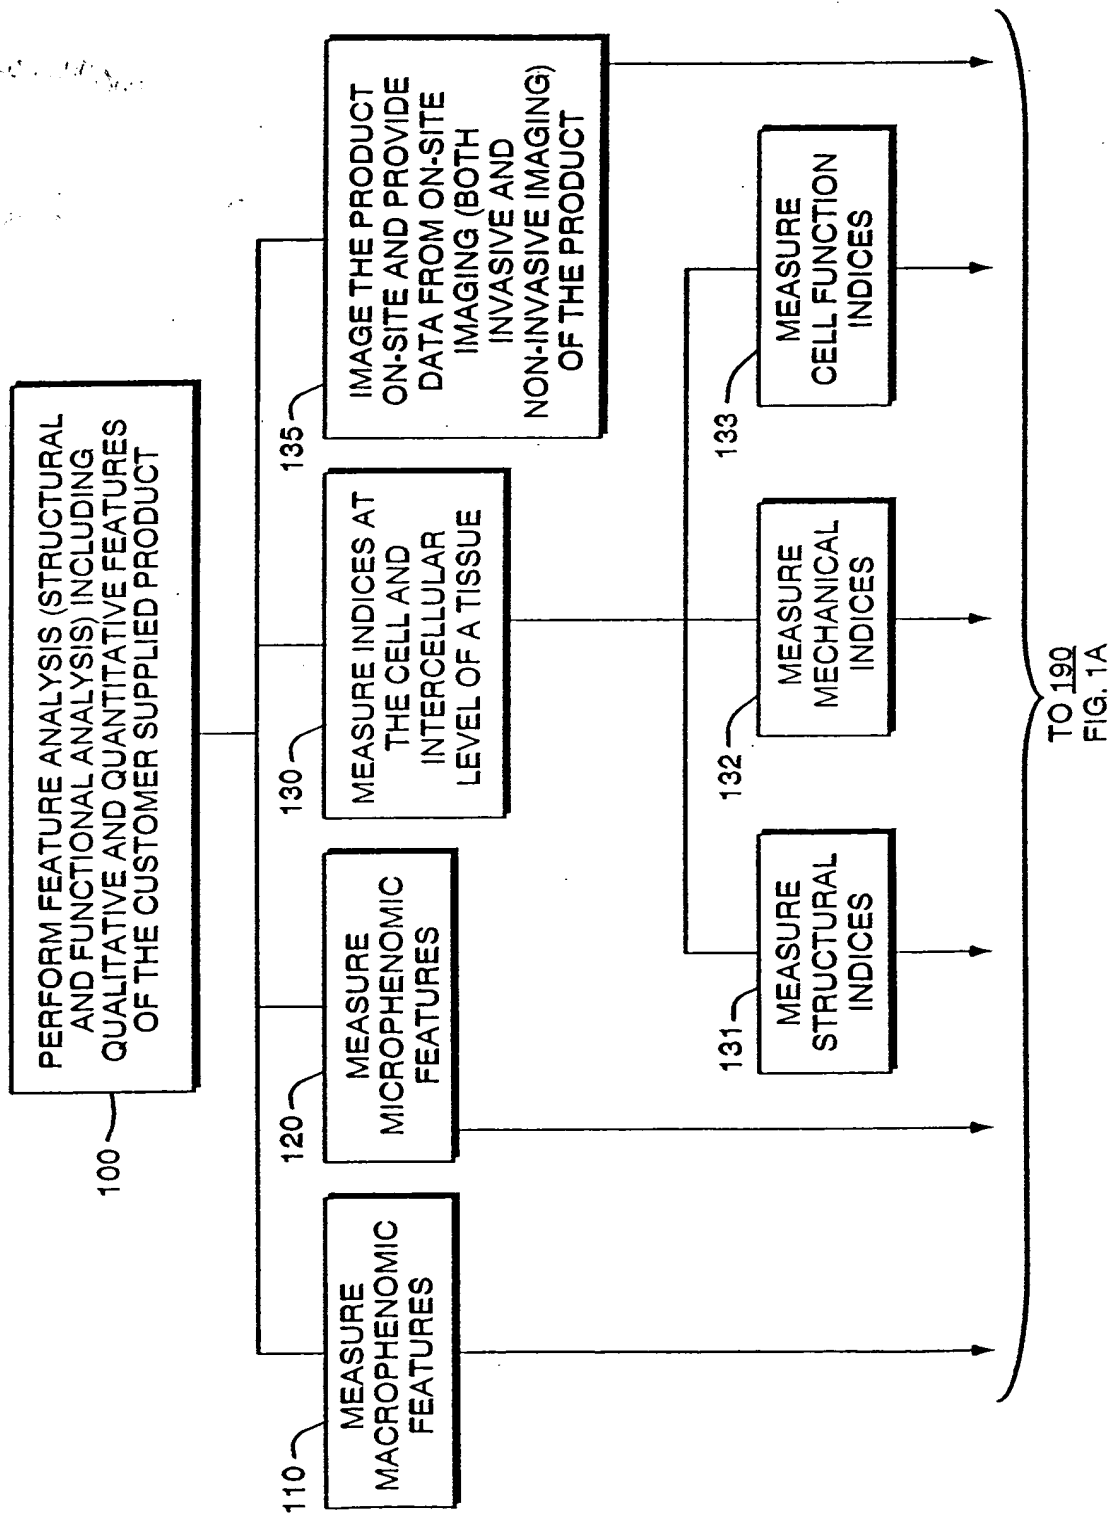 PERFORM FEATURE ANALYSIS (STRUCTURAL
AND FUNCTIONAL ANALYSIS) INCLUDING
QUALITATIVE AND QUANTITATIVE FEATURES
OF THE CUSTOMER SUPPLIED PRODUCT
100
110
MEASURE
MACROPHENOMIC
FEATURES
120
MEASURE
MICROPHENOMIC
FEATURES
130
MEASURE INDICES AT
THE CELL AND
INTERCELLULAR
LEVEL OF A TISSUE
135
IMAGE THE PRODUCT
ON-SITE AND PROVIDE
DATA FROM ON-SITE
IMAGING (BOTH
INVASIVE AND
NON-INVASIVE IMAGING)
OF THE PRODUCT
131
MEASURE
STRUCTURAL
INDICES
132
MEASURE
MECHANICAL
INDICES
133
MEASURE
CELL FUNCTION
INDICES
TO 190
FIG. 1A